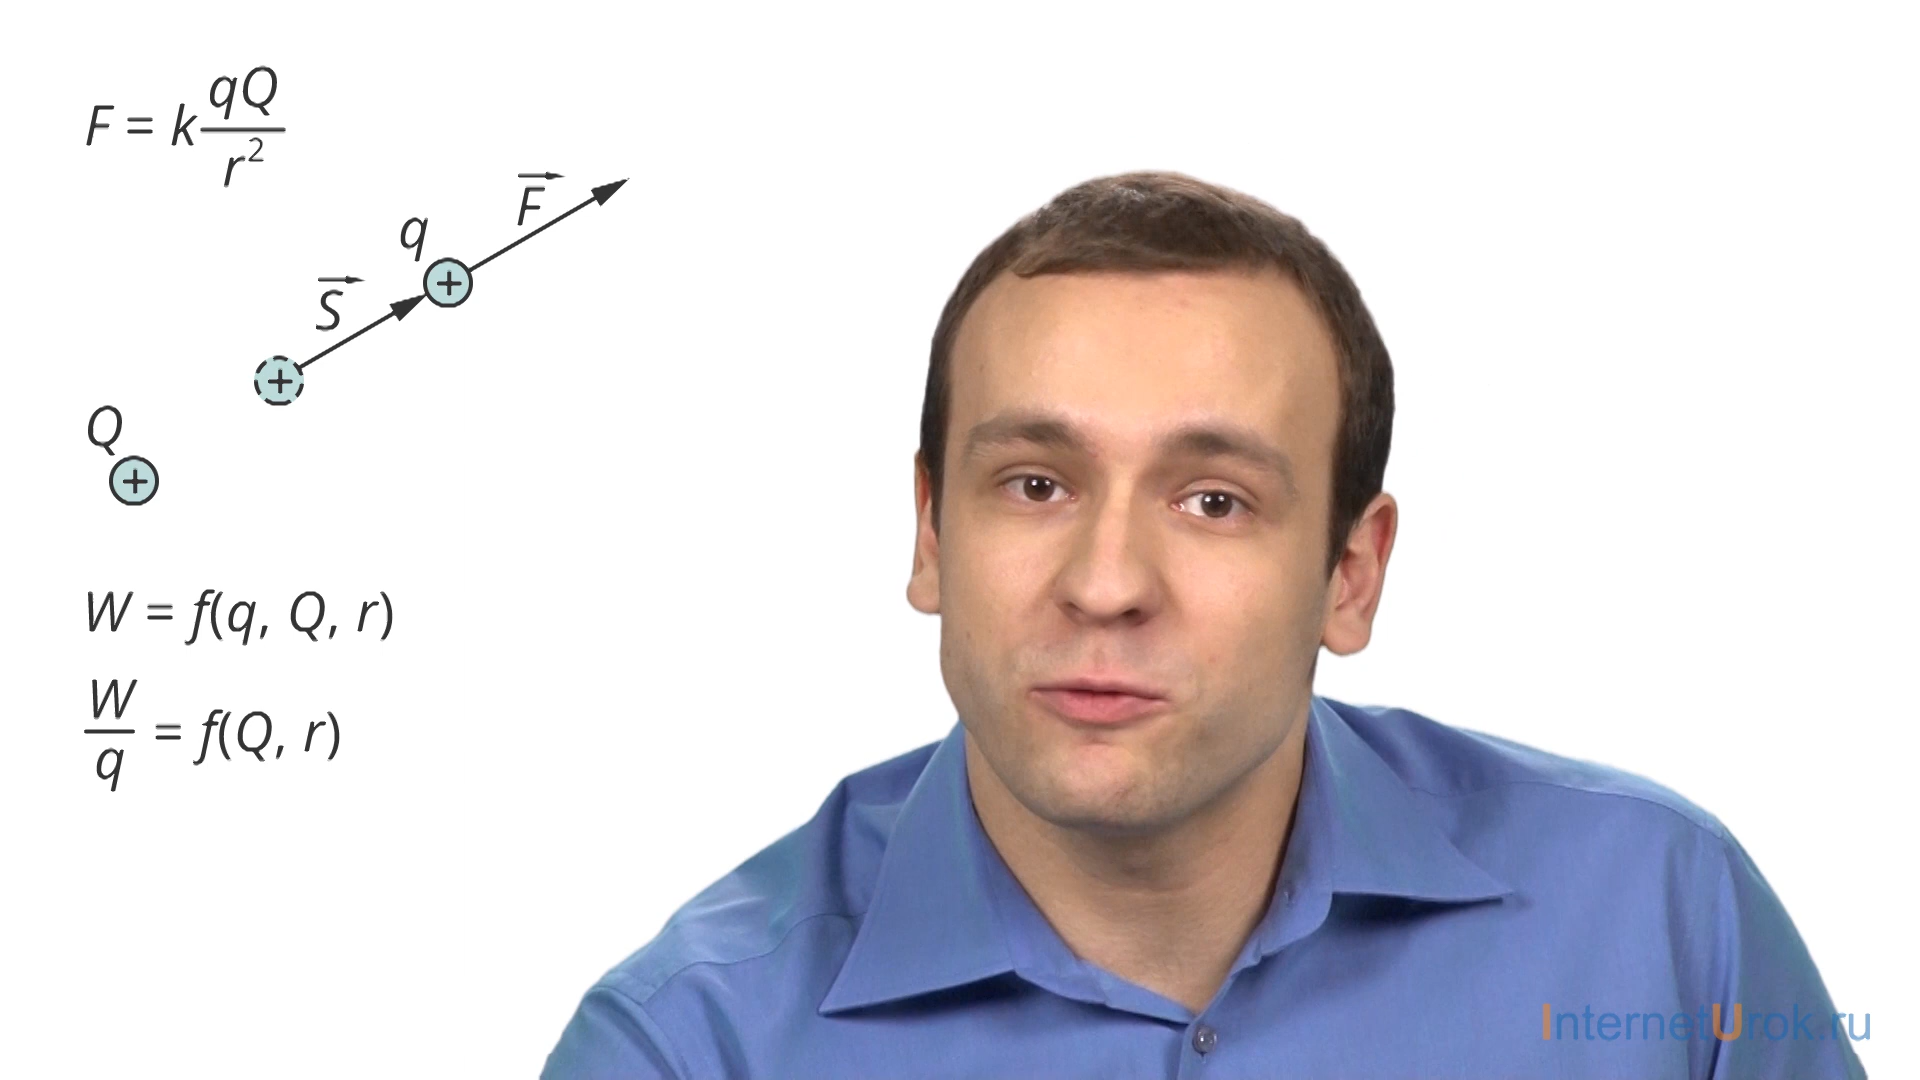 F = k qQ / r²
F
q
S
+
+
Q
+
W = f(q, Q, r)
W / q = f(Q, r)
InternetUrok.ru